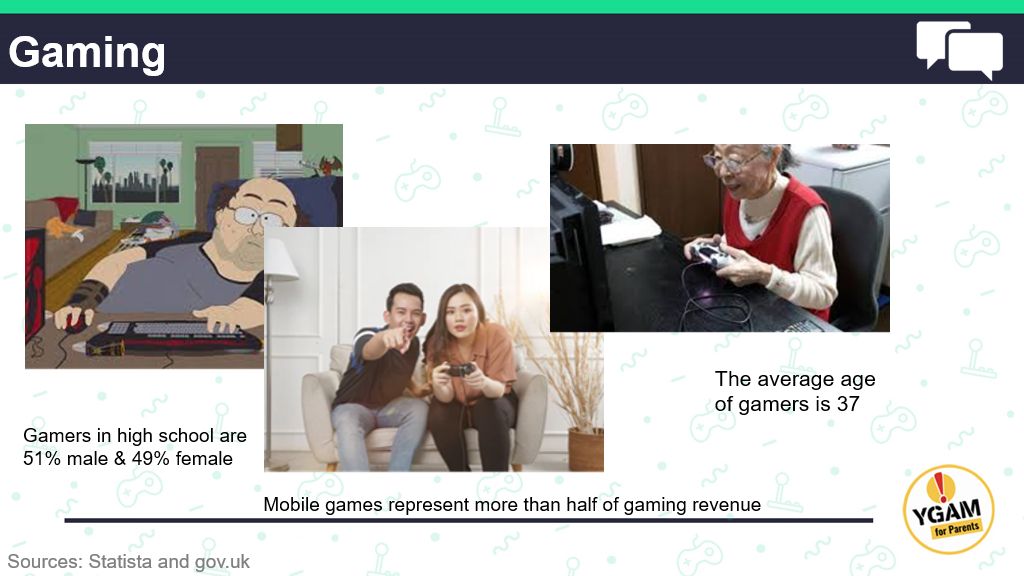 Gaming
Gamers in high school are
51% male & 49% female
The average age
of gamers is 37
Mobile games represent more than half of gaming revenue
YGAM
for Parents
Sources: Statista and gov.uk